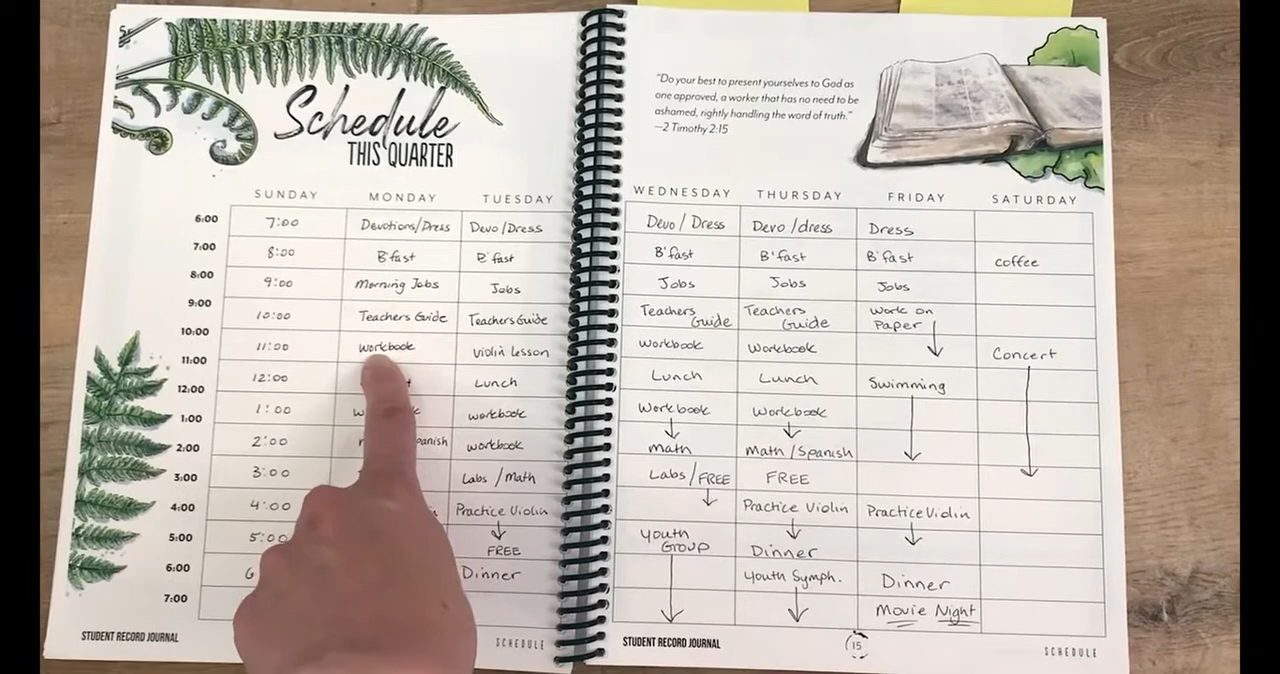 Schedule
THIS QUARTER
"Do your best to present yourselves to God as
one approved, a worker that has no need to be
ashamed, rightly handling the word of truth."
—2 Timothy 2:15
SUNDAY MONDAY TUESDAY WEDNESDAY THURSDAY FRIDAY SATURDAY
6:00 7:00 Devotions/Dress Devo/Dress Devo/Dress Devo/dress Dress
7:00 8:00 B'fast B'fast B'fast B'fast B'fast coffee
8:00 9:00 Morning Jobs Jobs Jobs Jobs Jobs
9:00 10:00 Teachers Guide Teachers Guide Teachers Guide Teachers Guide Work on Paper
10:00 11:00 Workbook Violin Lesson Workbook Workbook Concert
11:00 12:00 Lunch Lunch Lunch Swimming
12:00 1:00 workbook Workbook Workbook
1:00 2:00 workbook math Math/Spanish
2:00 3:00 Labs/math Labs/FREE FREE
3:00 4:00 Practice Violin Practice Violin Practice Violin
4:00 5:00 FREE Youth Group Dinner
5:00 6 Dinner Youth Symph. Dinner
6:00 Movie Night
7:00
STUDENT RECORD JOURNAL SCHEDULE
STUDENT RECORD JOURNAL 15 SCHEDULE